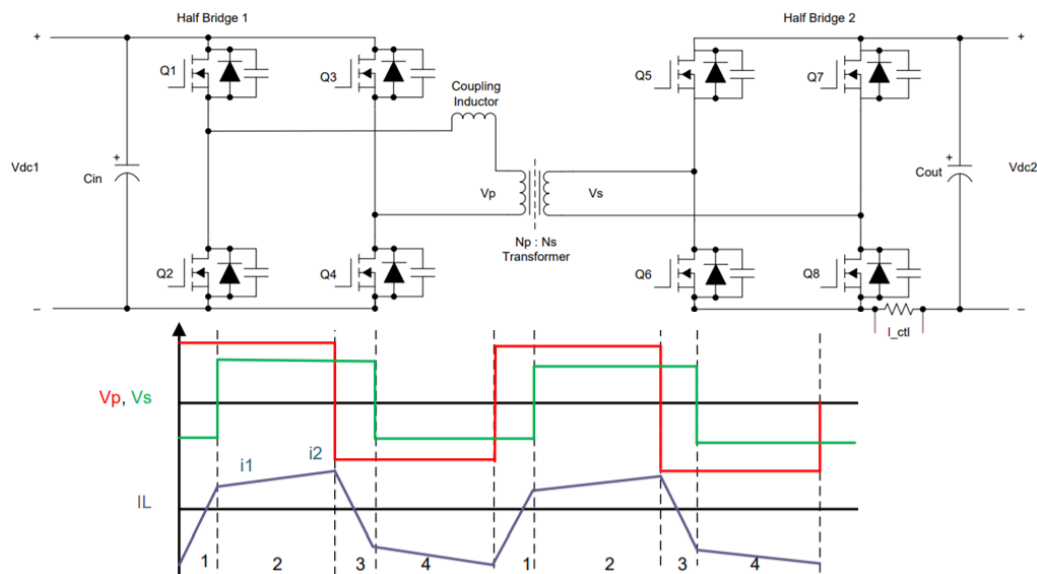 Half Bridge 1
Half Bridge 2
+
+
Q1
Q3
Q5
Q7
Coupling
Inductor
+
+
Vdc1
Cin
Vp
Vs
Cout
Vdc2
Np : Ns
Transformer
Q2
Q4
Q6
Q8
–
–
I_ctl
Vp, Vs
i1
i2
IL
1
2
3
4
1
2
3
4